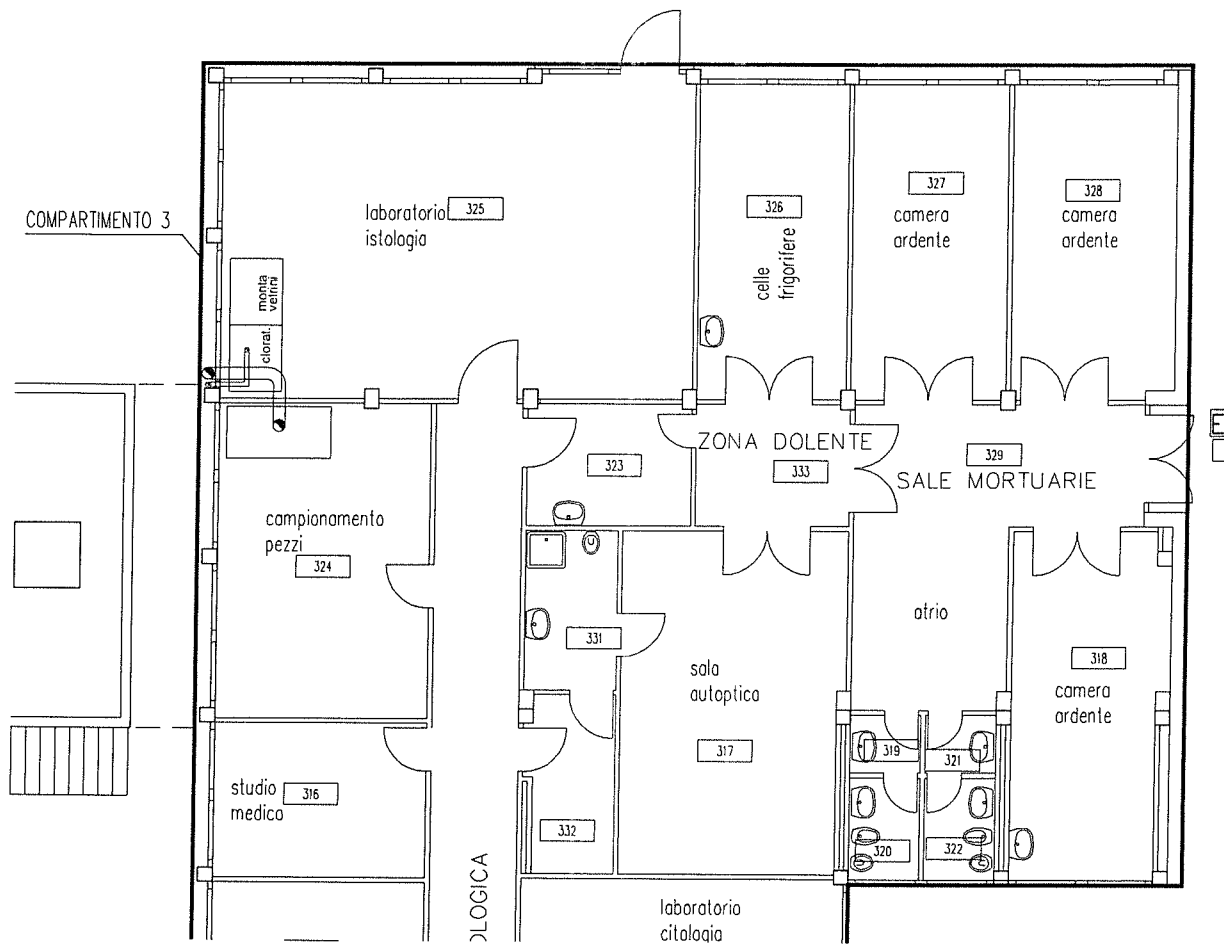 COMPARTIMENTO 3
laboratorio
istologia
325
326
celle
frigorifere
327
camera
ardente
328
camera
ardente
monta
vetrini
clorat.
323
ZONA DOLENTE
333
329
SALE MORTUARIE
campionamento
pezzi
324
331
atrio
318
camera
ardente
sala
autoptica
317
319
321
studio
medico
316
332
320
322
OLOGICA
laboratorio
citologia